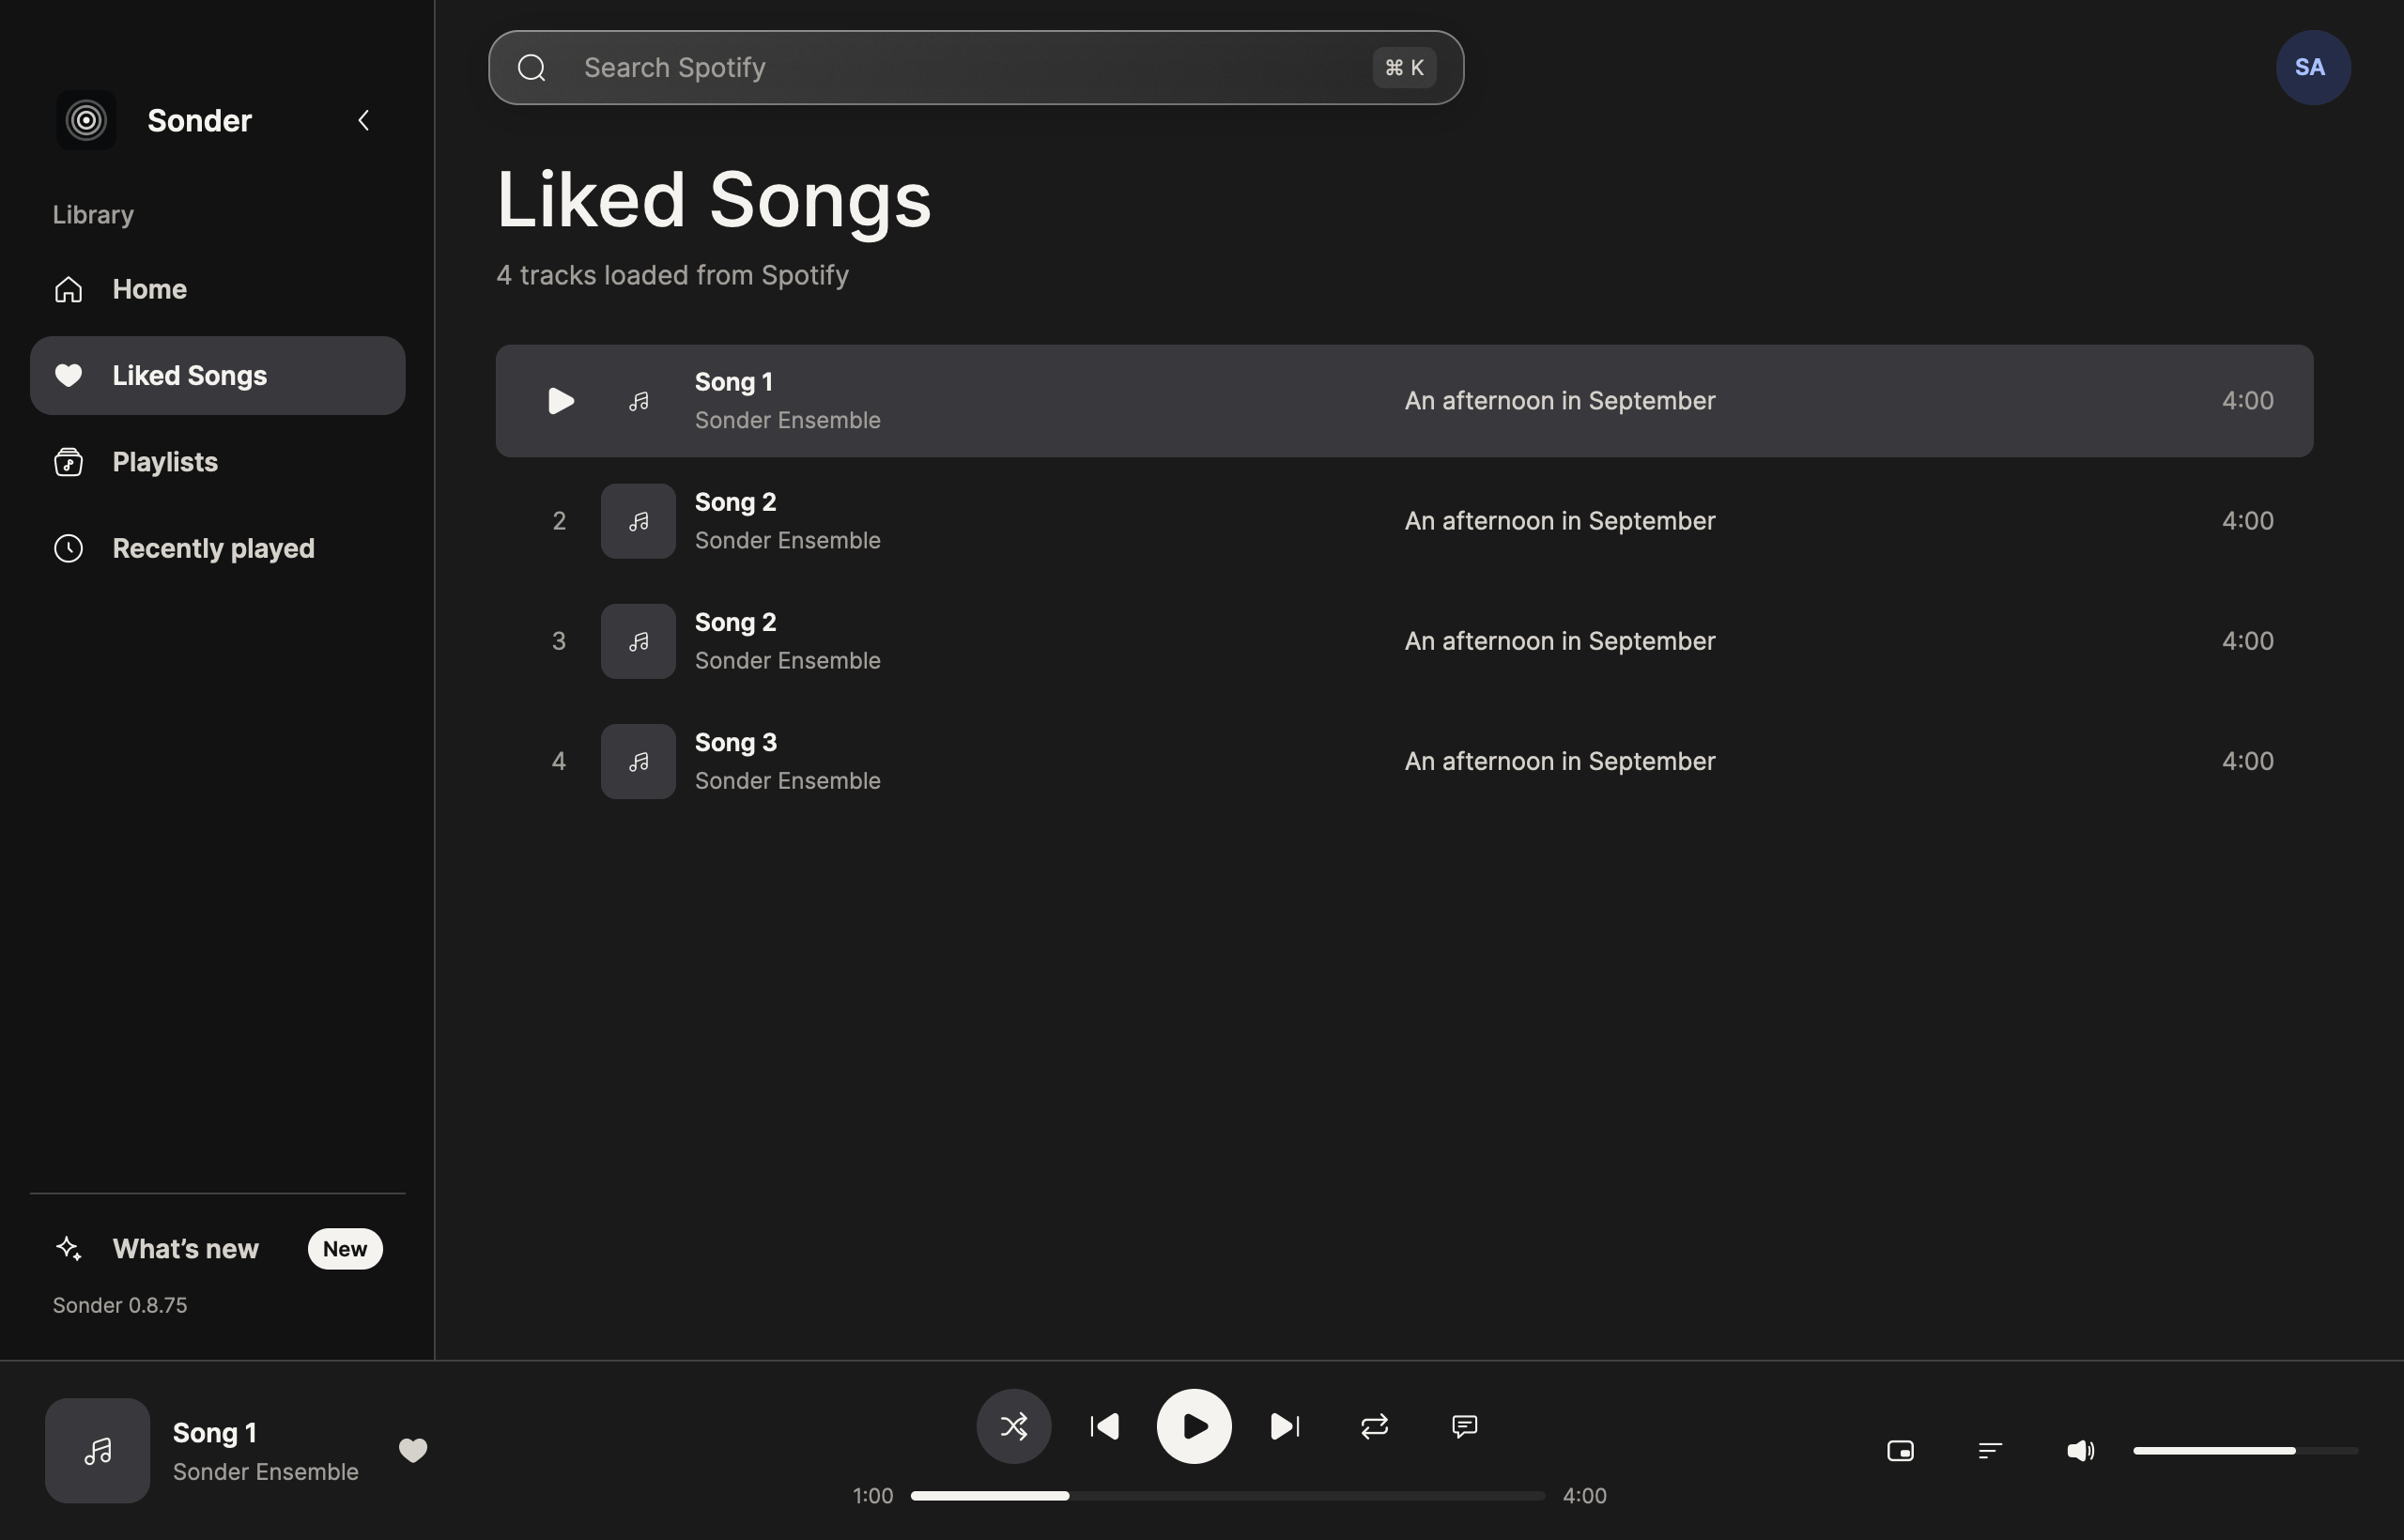 Search Spotify
⌘ K
SA
Sonder
Library
Home
Liked Songs
Playlists
Recently played
What’s new
New
Sonder 0.8.75
Liked Songs
4 tracks loaded from Spotify
Song 1
Sonder Ensemble
An afternoon in September
4:00
2
Song 2
Sonder Ensemble
An afternoon in September
4:00
3
Song 2
Sonder Ensemble
An afternoon in September
4:00
4
Song 3
Sonder Ensemble
An afternoon in September
4:00
Song 1
Sonder Ensemble
1:00
4:00